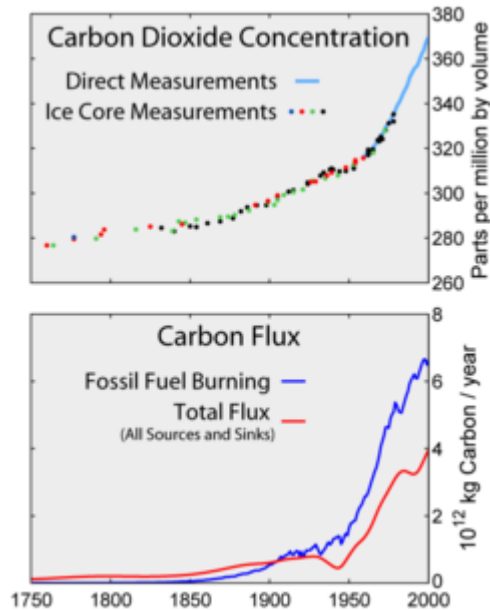 Carbon Dioxide Concentration
Direct Measurements
Ice Core Measurements
380
360
340
320
300
280
260
Parts per million by volume
Carbon Flux
Fossil Fuel Burning
Total Flux
(All Sources and Sinks)
8
6
4
2
0
10¹² kg Carbon / year
1750 1800 1850 1900 1950 2000